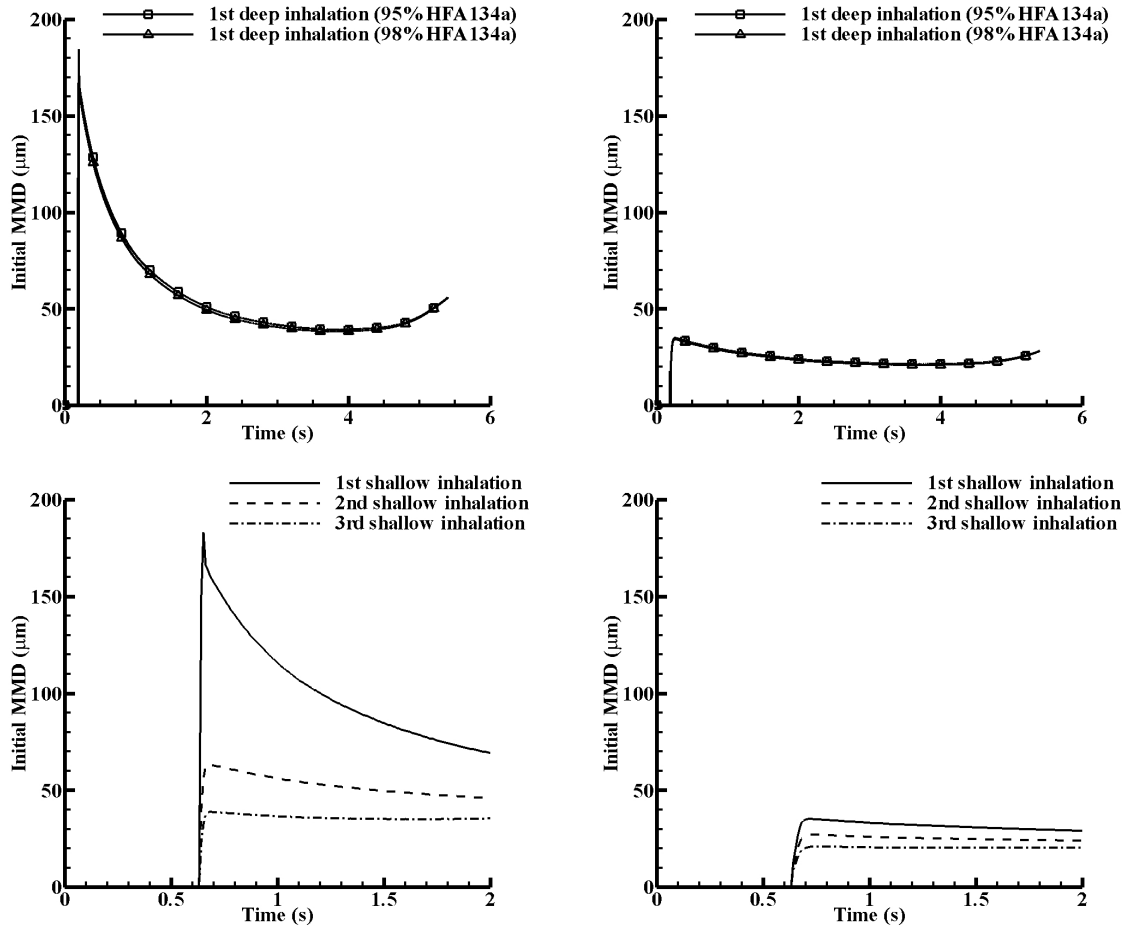 1st deep inhalation (95% HFA134a)
1st deep inhalation (98% HFA134a)
200
150
100
50
0
Initial MMD (μm)
0 2 4 6
Time (s)
1st deep inhalation (95% HFA134a)
1st deep inhalation (98% HFA134a)
200
150
100
50
0
Initial MMD (μm)
0 2 4 6
Time (s)
1st shallow inhalation
2nd shallow inhalation
3rd shallow inhalation
200
150
100
50
0
Initial MMD (μm)
0 0.5 1 1.5 2
Time (s)
1st shallow inhalation
2nd shallow inhalation
3rd shallow inhalation
200
150
100
50
0
Initial MMD (μm)
0 0.5 1 1.5 2
Time (s)